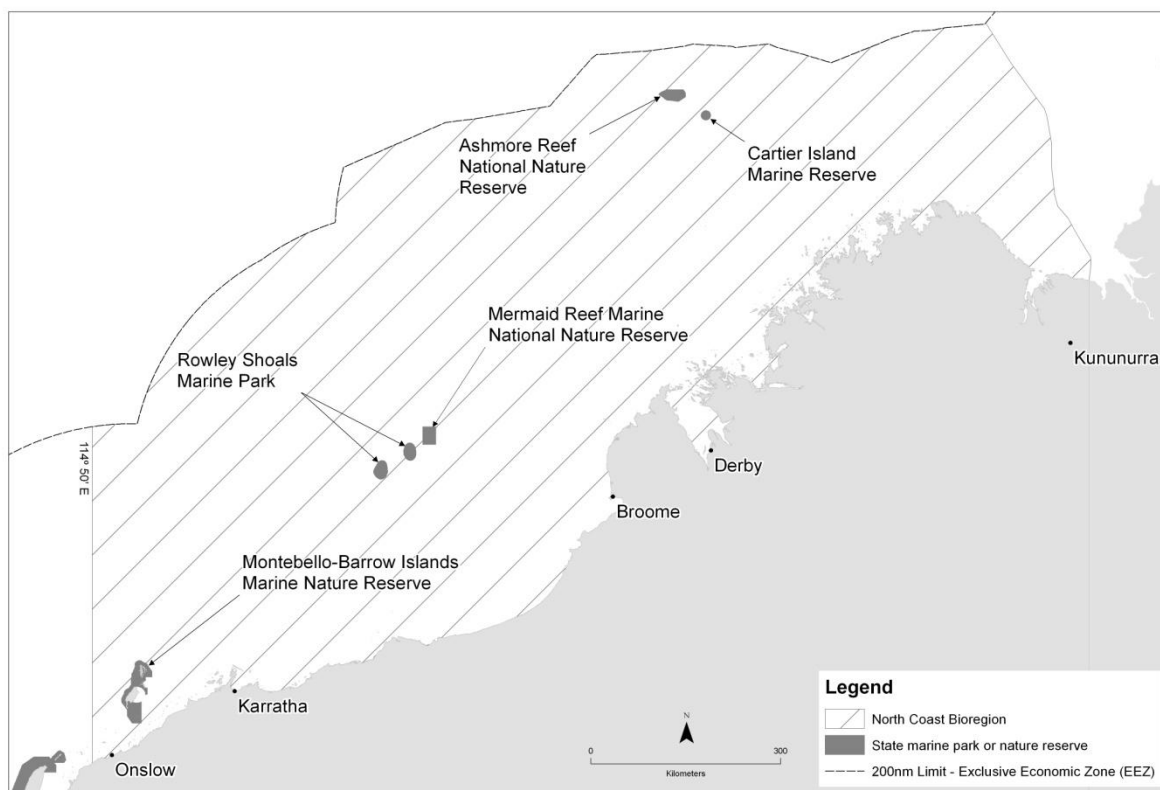 Ashmore Reef
National Nature
Reserve
Cartier Island
Marine Reserve
Mermaid Reef Marine
National Nature Reserve
Kununurra
Rowley Shoals
Marine Park
114° 50' E
Derby
Broome
Montebello-Barrow Islands
Marine Nature Reserve
Karratha
Onslow
N
0 300
Kilometers
Legend
North Coast Bioregion
State marine park or nature reserve
200nm Limit - Exclusive Economic Zone (EEZ)